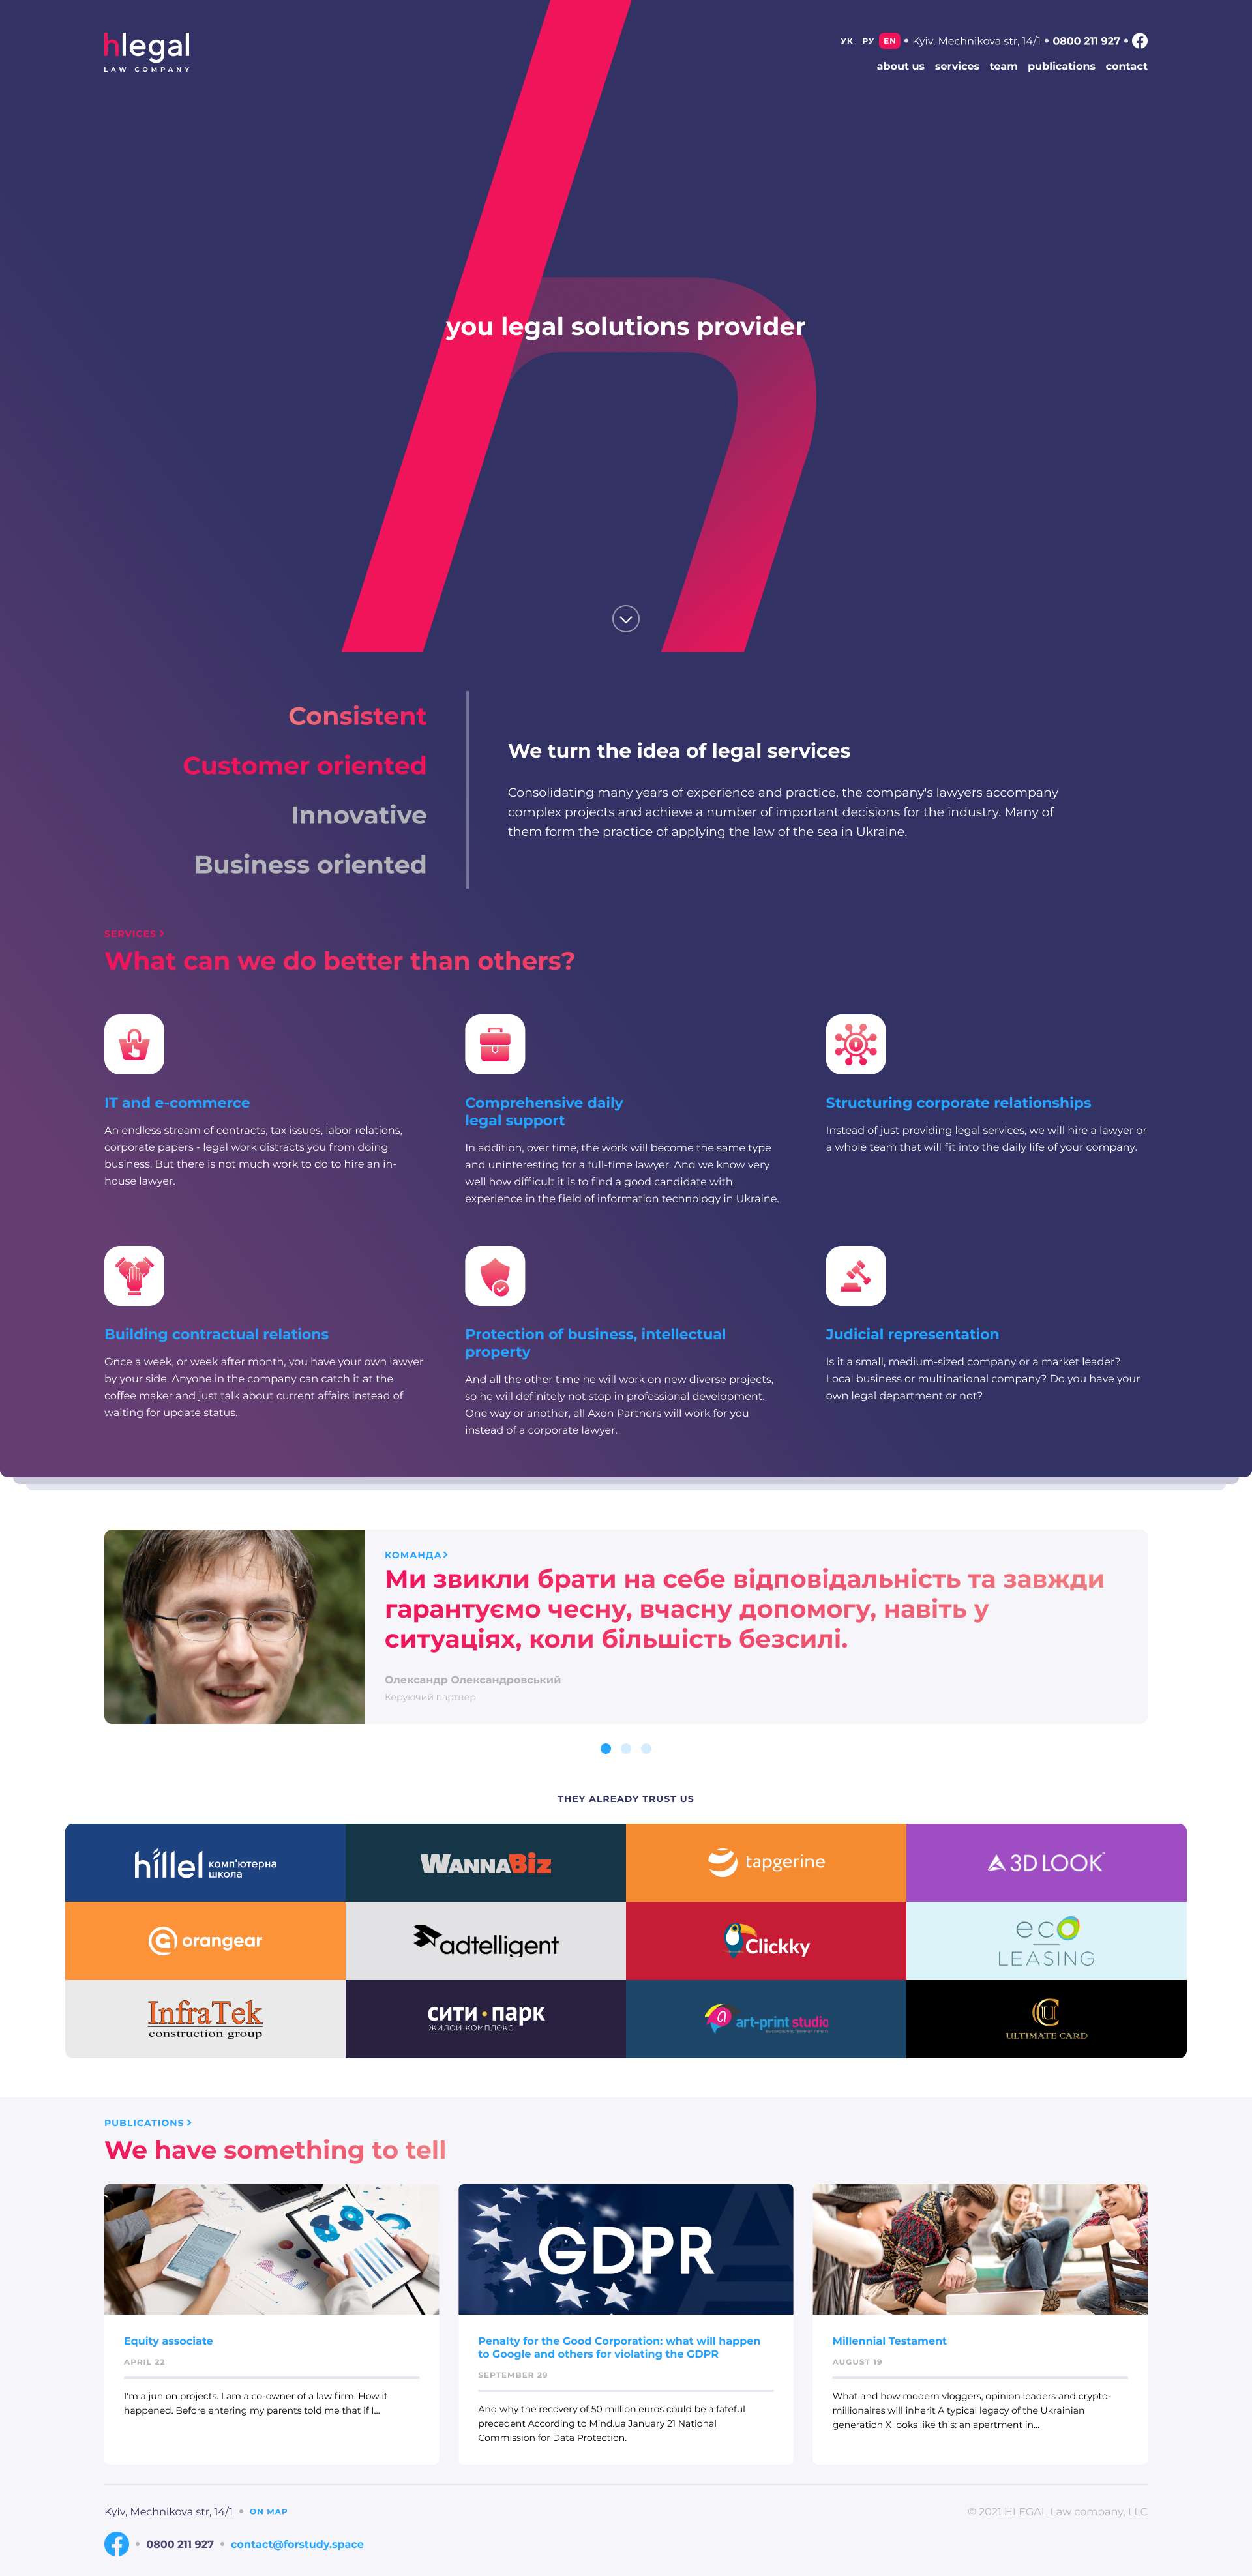 hlegal
LAW COMPANY
УК РУ EN • Kyiv, Mechnikova str, 14/1 • 0800 211 927 •
about us services team publications contact
you legal solutions provider
Consistent
Customer oriented
Innovative
Business oriented
We turn the idea of legal services
Consolidating many years of experience and practice, the company's lawyers accompany
complex projects and achieve a number of important decisions for the industry. Many of
them form the practice of applying the law of the sea in Ukraine.
SERVICES
What can we do better than others?
IT and e-commerce
An endless stream of contracts, tax issues, labor relations,
corporate papers - legal work distracts you from doing
business. But there is not much work to do to hire an in-
house lawyer.
Comprehensive daily
legal support
In addition, over time, the work will become the same type
and uninteresting for a full-time lawyer. And we know very
well how difficult it is to find a good candidate with
experience in the field of information technology in Ukraine.
Structuring corporate relationships
Instead of just providing legal services, we will hire a lawyer or
a whole team that will fit into the daily life of your company.
Building contractual relations
Once a week, or week after month, you have your own lawyer
by your side. Anyone in the company can catch it at the
coffee maker and just talk about current affairs instead of
waiting for update status.
Protection of business, intellectual
property
And all the other time he will work on new diverse projects,
so he will definitely not stop in professional development.
One way or another, all Axon Partners will work for you
instead of a corporate lawyer.
Judicial representation
Is it a small, medium-sized company or a market leader?
Local business or multinational company? Do you have your
own legal department or not?
КОМАНДА
Ми звикли брати на себе відповідальність та завжди
гарантуємо чесну, вчасну допомогу, навіть у
ситуаціях, коли більшість безсилі.
Олександр Олександровський
Керуючий партнер
THEY ALREADY TRUST US
hillel комп'ютерна
школа
WANNABIZ
tapgerine
3DLOOK™
orangear
adtelligent
Clickky
eco
LEASING
InfraTek
construction group
сити•парк
жилой комплекс
art-print studio
ULTIMATE CARD
PUBLICATIONS
We have something to tell
GDPR
Equity associate
APRIL 22
I'm a jun on projects. I am a co-owner of a law firm. How it
happened. Before entering my parents told me that if I...
Penalty for the Good Corporation: what will happen
to Google and others for violating the GDPR
SEPTEMBER 29
And why the recovery of 50 million euros could be a fateful
precedent According to Mind.ua January 21 National
Commission for Data Protection.
Millennial Testament
AUGUST 19
What and how modern vloggers, opinion leaders and crypto-
millionaires will inherit A typical legacy of the Ukrainian
generation X looks like this: an apartment in...
Kyiv, Mechnikova str, 14/1 • ON MAP
© 2021 HLEGAL Law company, LLC
• 0800 211 927 • contact@forstudy.space